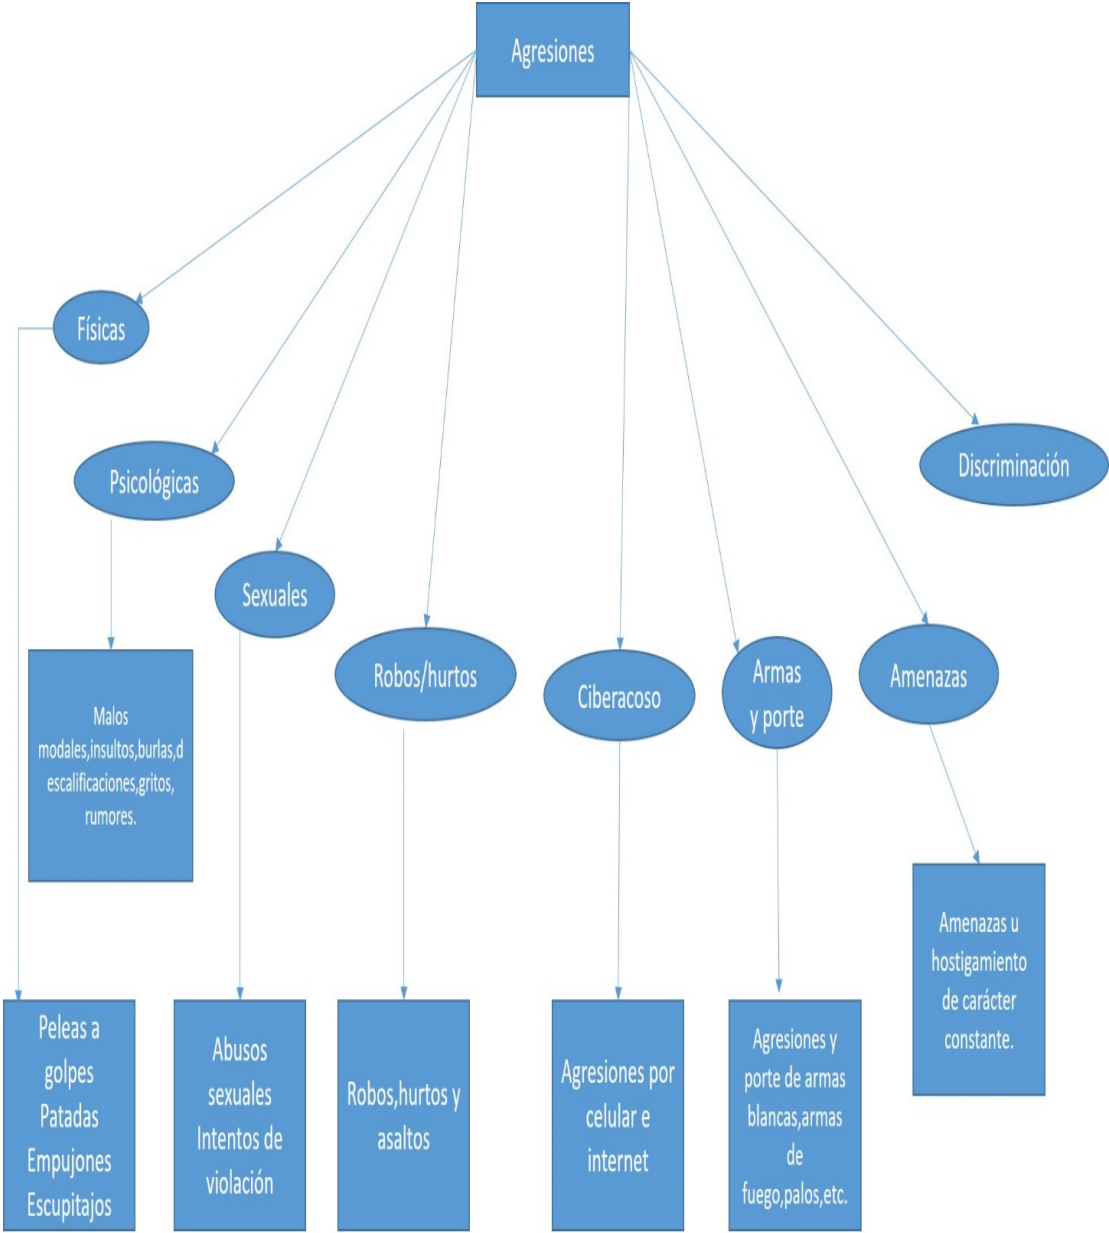 Agresiones
Físicas
Psicológicas
Sexuales
Robos/hurtos
Ciberacoso
Armas
y porte
Amenazas
Discriminación
Malos
modales,insultos,burlas,d
escalificaciones,gritos,
rumores.
Peleas a
golpes
Patadas
Empujones
Escupitajos
Abusos
sexuales
Intentos de
violación
Robos,hurtos y
asaltos
Agresiones por
celular e
internet
Agresiones y
porte de armas
blancas,armas
de
fuego,palos,etc.
Amenazas u
hostigamiento
de carácter
constante.